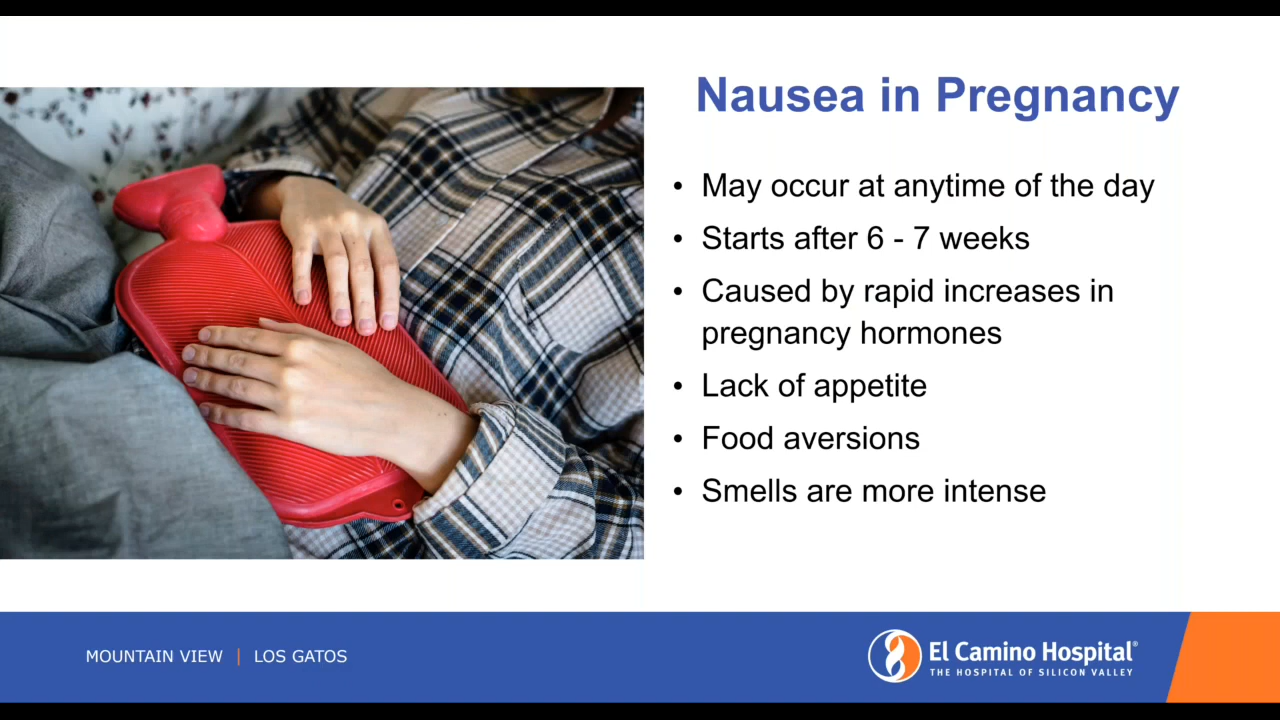 Nausea in Pregnancy
• May occur at anytime of the day
• Starts after 6 - 7 weeks
• Caused by rapid increases in
pregnancy hormones
• Lack of appetite
• Food aversions
• Smells are more intense
MOUNTAIN VIEW | LOS GATOS
El Camino Hospital®
THE HOSPITAL OF SILICON VALLEY